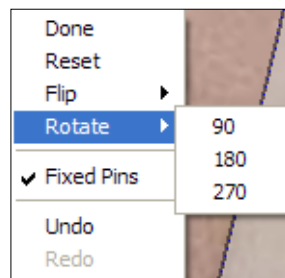 Done
Reset
Flip
Rotate
90
180
270
Fixed Pins
Undo
Redo